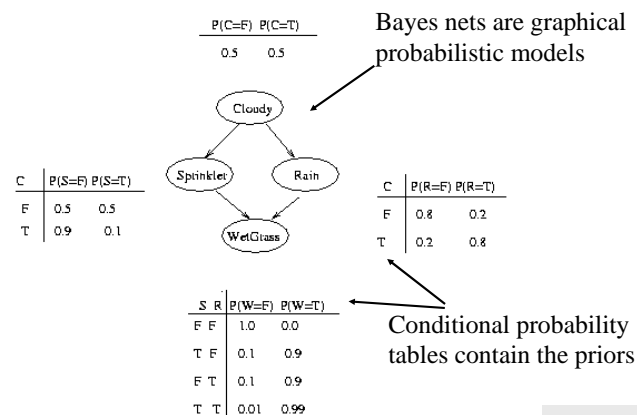 P(C=F) P(C=T)
0.5 0.5
Bayes nets are graphical
probabilistic models
Cloudy
Sprinkler
Rain
WetGrass
C P(S=F) P(S=T)
F 0.5 0.5
T 0.9 0.1
C P(R=F) P(R=T)
F 0.8 0.2
T 0.2 0.8
S R P(W=F) P(W=T)
F F 1.0 0.0
T F 0.1 0.9
F T 0.1 0.9
T T 0.01 0.99
Conditional probability
tables contain the priors